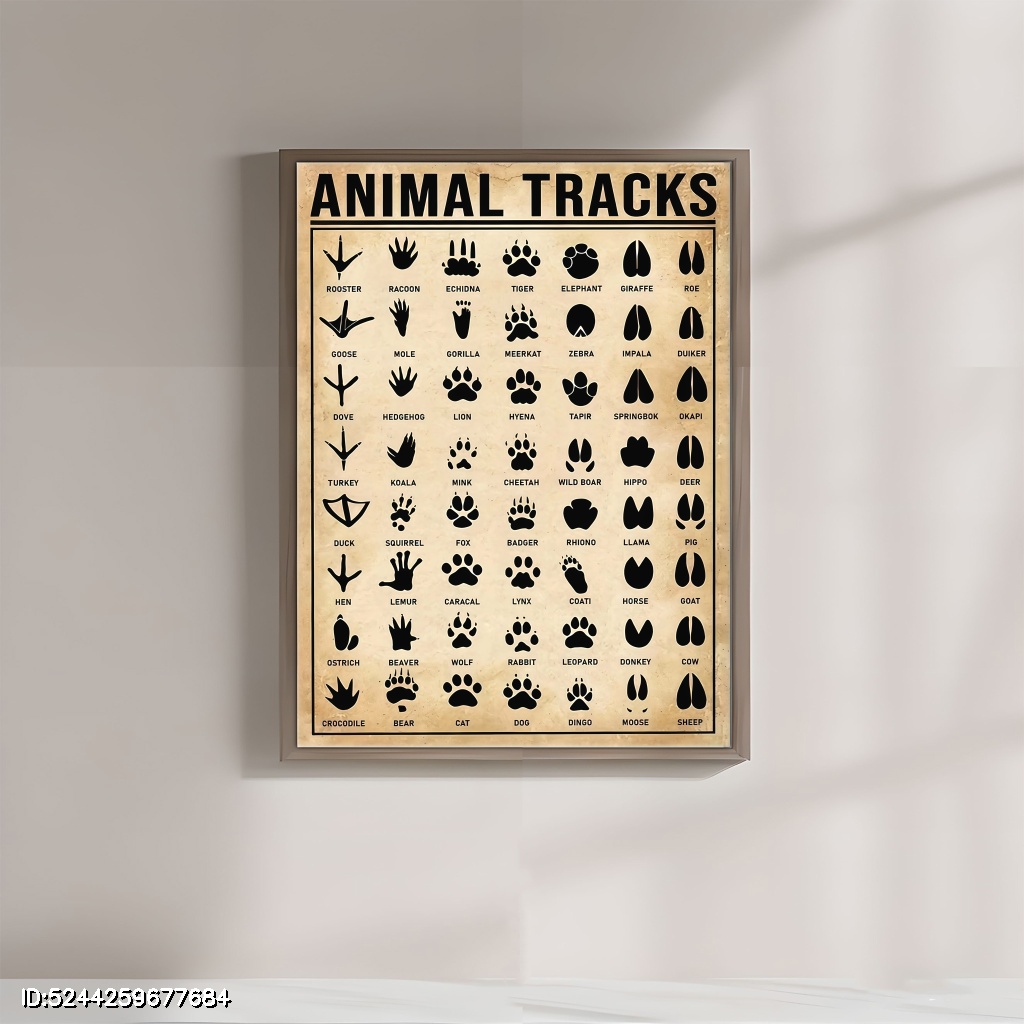 ANIMAL TRACKS
ROOSTER RACOON ECHIDNA TIGER ELEPHANT GIRAFFE ROE
GOOSE MOLE GORILLA MEERKAT ZEBRA IMPALA DUIKER
DOVE HEDGEHOG LION HYENA TAPIR SPRINGBOK OKAPI
TURKEY KOALA MINK CHEETAH WILD BOAR HIPPO DEER
DUCK SQUIRREL FOX BADGER RHIONO LLAMA PIG
HEN LEMUR CARACAL LYNX COATI HORSE GOAT
OSTRICH BEAVER WOLF RABBIT LEOPARD DONKEY COW
CROCODILE BEAR CAT DOG DINGO MOOSE SHEEP
ID:5244259677684